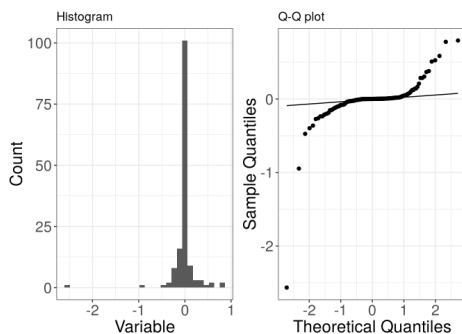 Histogram
Count
100
75
50
25
0
-2
-1
0
1
Variable
Q-Q plot
Sample Quantiles
0
-1
-2
-2
-1
0
1
2
Theoretical Quantiles